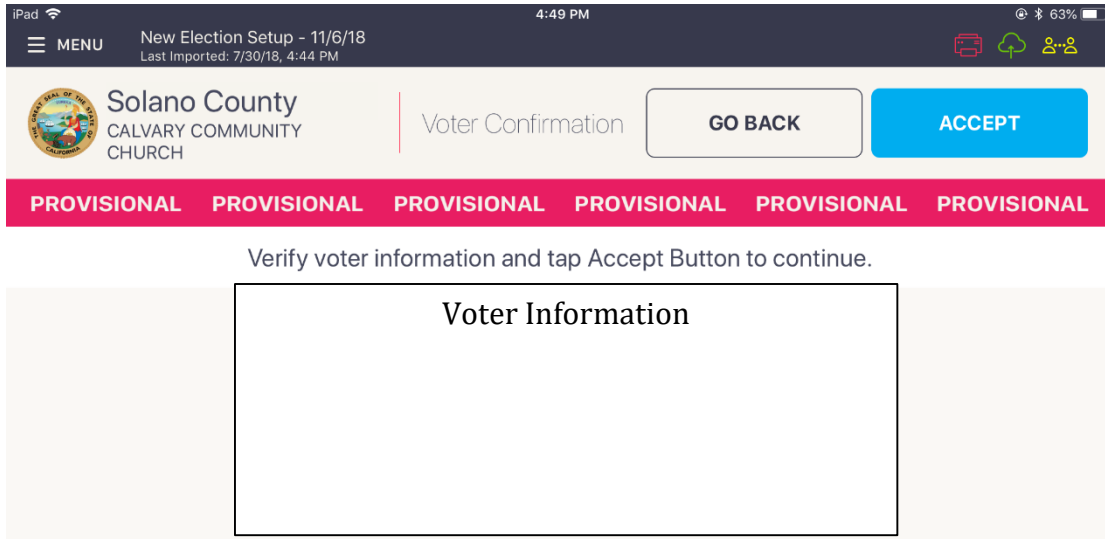 iPad 4:49 PM 63%
MENU
New Election Setup - 11/6/18
Last Imported: 7/30/18, 4:44 PM
Solano County
CALVARY COMMUNITY
CHURCH
Voter Confirmation
GO BACK
ACCEPT
PROVISIONAL PROVISIONAL PROVISIONAL PROVISIONAL PROVISIONAL PROVISIONAL
Verify voter information and tap Accept Button to continue.
Voter Information